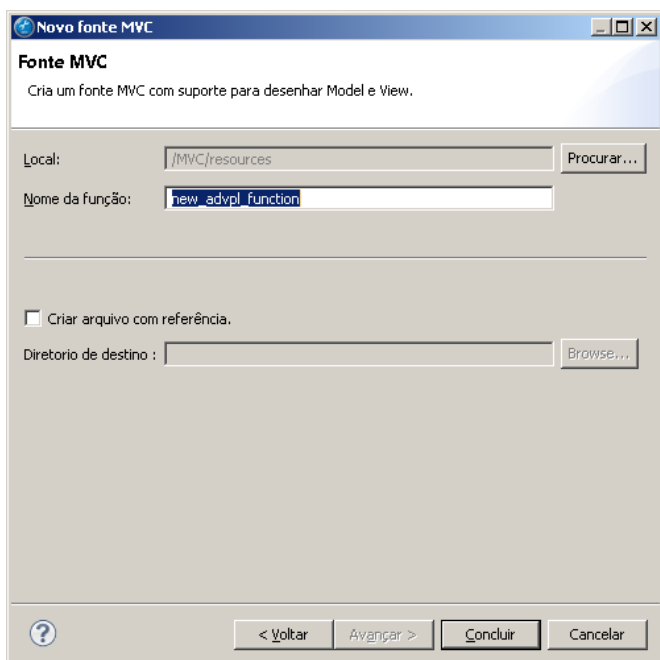 Novo fonte MVC
Fonte MVC
Cria um fonte MVC com suporte para desenhar Model e View.
Local: /MVC/resources Procurar...
Nome da função: new_advpl_function
Criar arquivo com referência.
Diretorio de destino : Browse...
? < Voltar Avançar > Concluir Cancelar